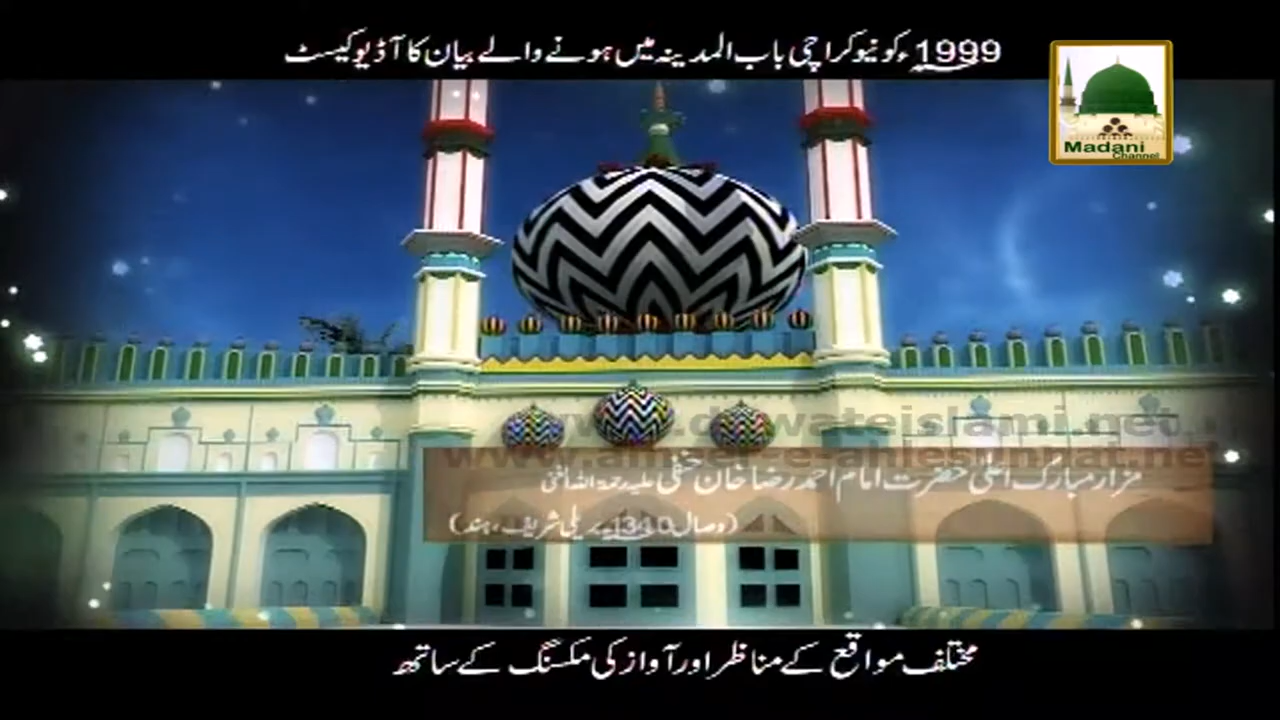 1999ء کو نیو کراچی باب المدینہ میں ہونے والے بیان کا آڈیو کیسٹ
Madani
Channel
www.dawateislami.net
www.ameer-e-ahlesunnat.net
مزار مبارک اعلیٰ حضرت امام احمد رضا خان حنفی علیہ رحمۃ اللہ الغنی
(وصال 1340ھ بریلی شریف، ہند)
مختلف مواقع کے مناظر اور آواز کی مکسنگ کے ساتھ